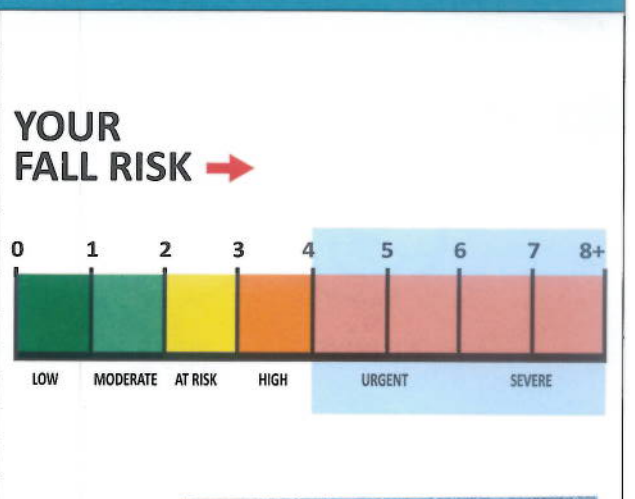 YOUR
FALL RISK
0 1 2 3 4 5 6 7 8+
LOW MODERATE AT RISK HIGH URGENT SEVERE